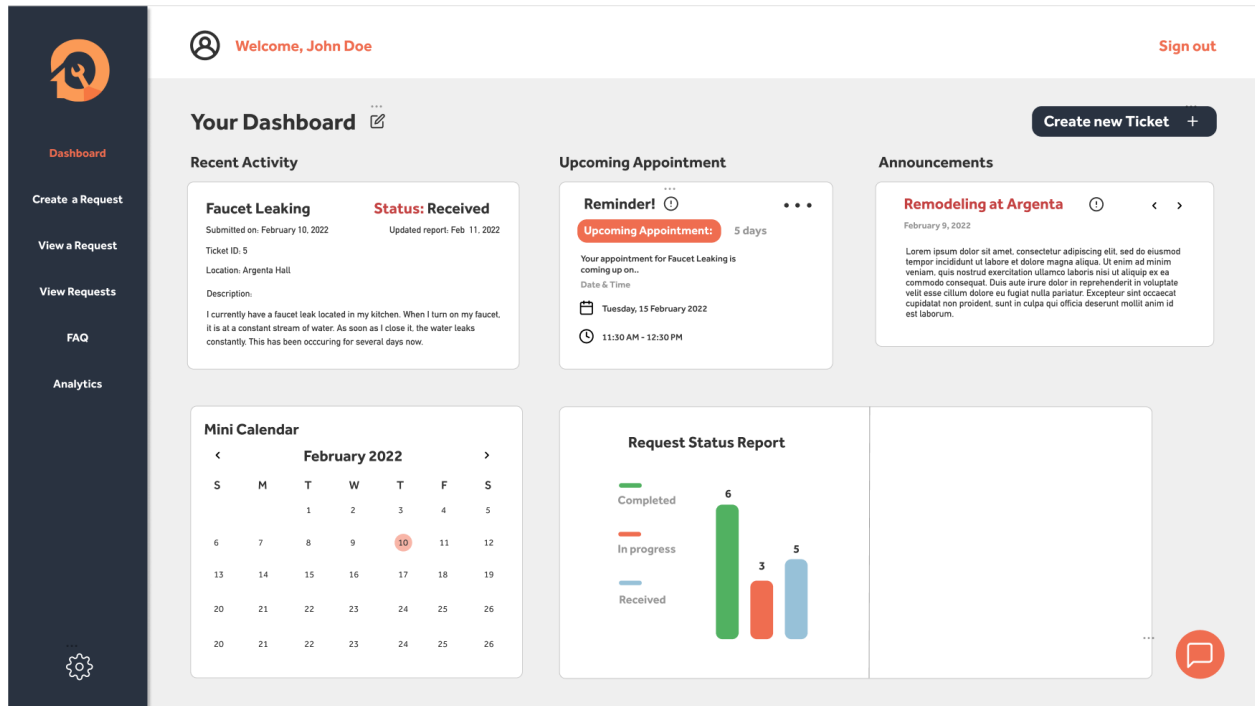 Welcome, John Doe
Sign out
Dashboard
Create a Request
View a Request
View Requests
FAQ
Analytics
Your Dashboard
Create new Ticket +
Recent Activity
Faucet Leaking
Status: Received
Submitted on: February 10, 2022
Updated report: Feb 11, 2022
Ticket ID: 5
Location: Argenta Hall
Description:
I currently have a faucet leak located in my kitchen. When I turn on my faucet,
it is at a constant stream of water. As soon as I close it, the water leaks
constantly. This has been occcuring for several days now.
Upcoming Appointment
Reminder!
Upcoming Appointment:
5 days
Your appointment for Faucet Leaking is
coming up on..
Date & Time
Tuesday, 15 February 2022
11:30 AM - 12:30 PM
Announcements
Remodeling at Argenta
February 9, 2022
Lorem ipsum dolor sit amet, consectetur adipiscing elit, sed do eiusmod
tempor incididunt ut labore et dolore magna aliqua. Ut enim ad minim
veniam, quis nostrud exercitation ullamco laboris nisi ut aliquip ex ea
commodo consequat. Duis aute irure dolor in reprehenderit in voluptate
velit esse cillum dolore eu fugiat nulla pariatur. Excepteur sint occaecat
cupidatat non proident, sunt in culpa qui officia deserunt mollit anim id
est laborum.
Mini Calendar
February 2022
S M T W T F S
1 2 3 4 5
6 7 8 9 10 11 12
13 14 15 16 17 18 19
20 21 22 23 24 25 26
20 21 22 23 24 25 26
Request Status Report
Completed
In progress
Received
6
3
5